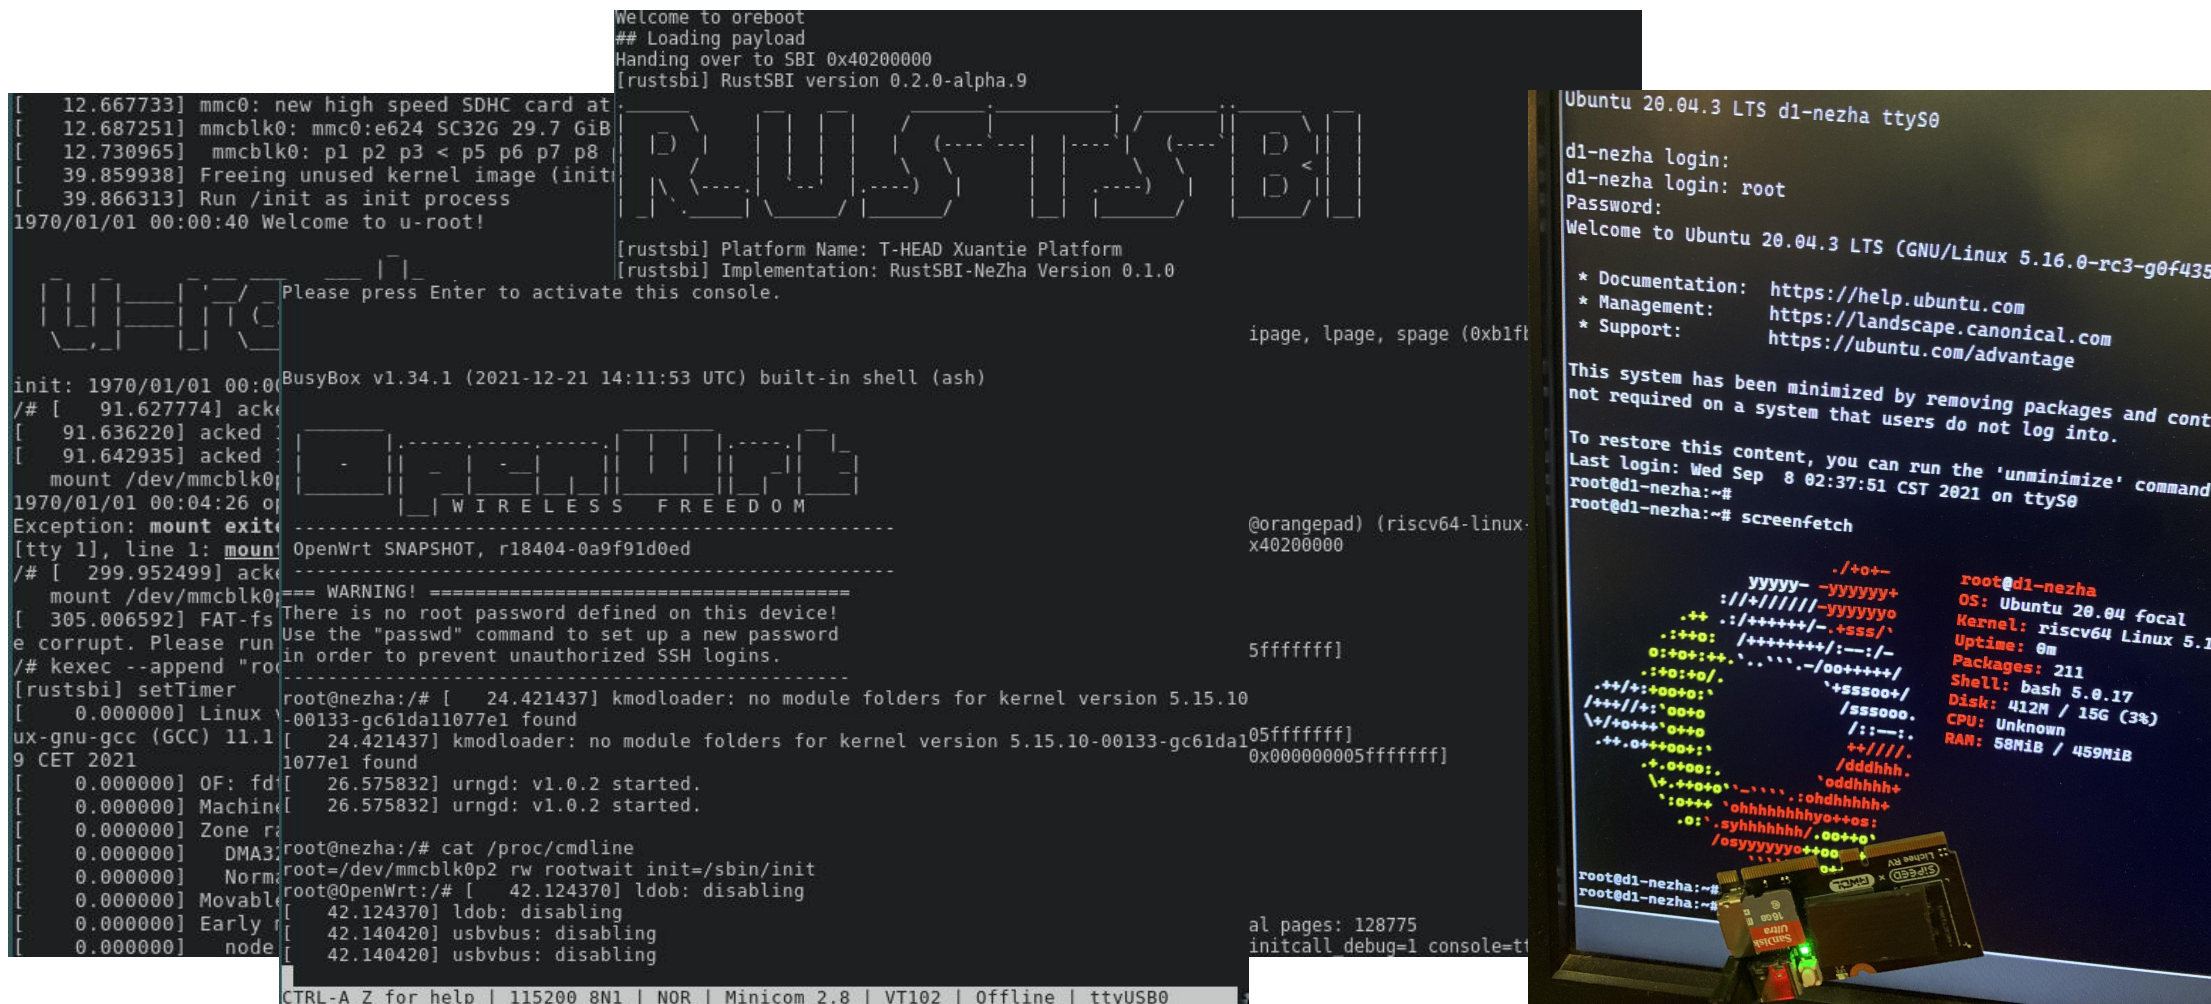 Welcome to oreboot
## Loading payload
Handing over to SBI 0x40200000
[rustsbi] RustSBI version 0.2.0-alpha.9
RUSTSBI
[rustsbi] Platform Name: T-HEAD Xuantie Platform
[rustsbi] Implementation: RustSBI-NeZha Version 0.1.0
ipage, lpage, spage (0xb1fb
@orangepad) (riscv64-linux-
x40200000
5fffffff]
05fffffff]
0x000000005fffffff]
al pages: 128775
initcall_debug=1 console=tt
[   12.667733] mmc0: new high speed SDHC card at
[   12.687251] mmcblk0: mmc0:e624 SC32G 29.7 GiB
[   12.730965]  mmcblk0: p1 p2 p3 < p5 p6 p7 p8
[   39.859938] Freeing unused kernel image (init
[   39.866313] Run /init as init process
1970/01/01 00:00:40 Welcome to u-root!
init: 1970/01/01 00:00
/# [   91.627774] acke
[   91.636220] acked
[   91.642935] acked
mount /dev/mmcblk0p
1970/01/01 00:04:26 op
Exception: mount exite
[tty 1], line 1: mount
/# [  299.952499] acke
mount /dev/mmcblk0p
[  305.006592] FAT-fs
e corrupt. Please run
/# kexec --append "roo
[rustsbi] setTimer
[    0.000000] Linux v
ux-gnu-gcc (GCC) 11.1
9 CET 2021
[    0.000000] OF: fdt
[    0.000000] Machine
[    0.000000] Zone ra
[    0.000000]   DMA32
[    0.000000]   Norma
[    0.000000] Movable
[    0.000000] Early m
[    0.000000]   node
Please press Enter to activate this console.
BusyBox v1.34.1 (2021-12-21 14:11:53 UTC) built-in shell (ash)
OpenWrt
W I R E L E S S   F R E E D O M
-----------------------------------------------------
OpenWrt SNAPSHOT, r18404-0a9f91d0ed
-----------------------------------------------------
=== WARNING! =====================================
There is no root password defined on this device!
Use the "passwd" command to set up a new password
in order to prevent unauthorized SSH logins.
--------------------------------------------------
root@nezha:/# [   24.421437] kmodloader: no module folders for kernel version 5.15.10
-00133-gc61da11077e1 found
[   24.421437] kmodloader: no module folders for kernel version 5.15.10-00133-gc61da1
1077e1 found
[   26.575832] urngd: v1.0.2 started.
[   26.575832] urngd: v1.0.2 started.
root@nezha:/# cat /proc/cmdline
root=/dev/mmcblk0p2 rw rootwait init=/sbin/init
root@OpenWrt:/# [   42.124370] ldob: disabling
[   42.124370] ldob: disabling
[   42.140420] usbvbus: disabling
[   42.140420] usbvbus: disabling
CTRL-A Z for help | 115200 8N1 | NOR | Minicom 2.8 | VT102 | Offline | ttyUSB0
Ubuntu 20.04.3 LTS d1-nezha ttyS0
d1-nezha login:
d1-nezha login: root
Password:
Welcome to Ubuntu 20.04.3 LTS (GNU/Linux 5.16.0-rc3-g0f435
* Documentation:  https://help.ubuntu.com
* Management:     https://landscape.canonical.com
* Support:        https://ubuntu.com/advantage
This system has been minimized by removing packages and cont
not required on a system that users do not log into.
To restore this content, you can run the 'unminimize' command
Last login: Wed Sep  8 02:37:51 CST 2021 on ttyS0
root@d1-nezha:~#
root@d1-nezha:~# screenfetch
root@d1-nezha
OS: Ubuntu 20.04 focal
Kernel: riscv64 Linux 5.1
Uptime: 0m
Packages: 211
Shell: bash 5.0.17
Disk: 412M / 15G (3%)
CPU: Unknown
RAM: 58MiB / 459MiB
root@d1-nezha:~#
root@d1-nezha:~#
Lichee RV
SiPEED
SanDisk
Ultra
16GB